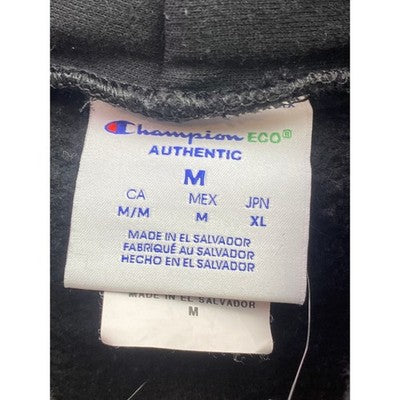 Champion ECO®
AUTHENTIC
M
CA MEX JPN
M/M M XL
MADE IN EL SALVADOR
FABRIQUÉ AU SALVADOR
HECHO EN EL SALVADOR
MADE IN EL SALVADOR
M